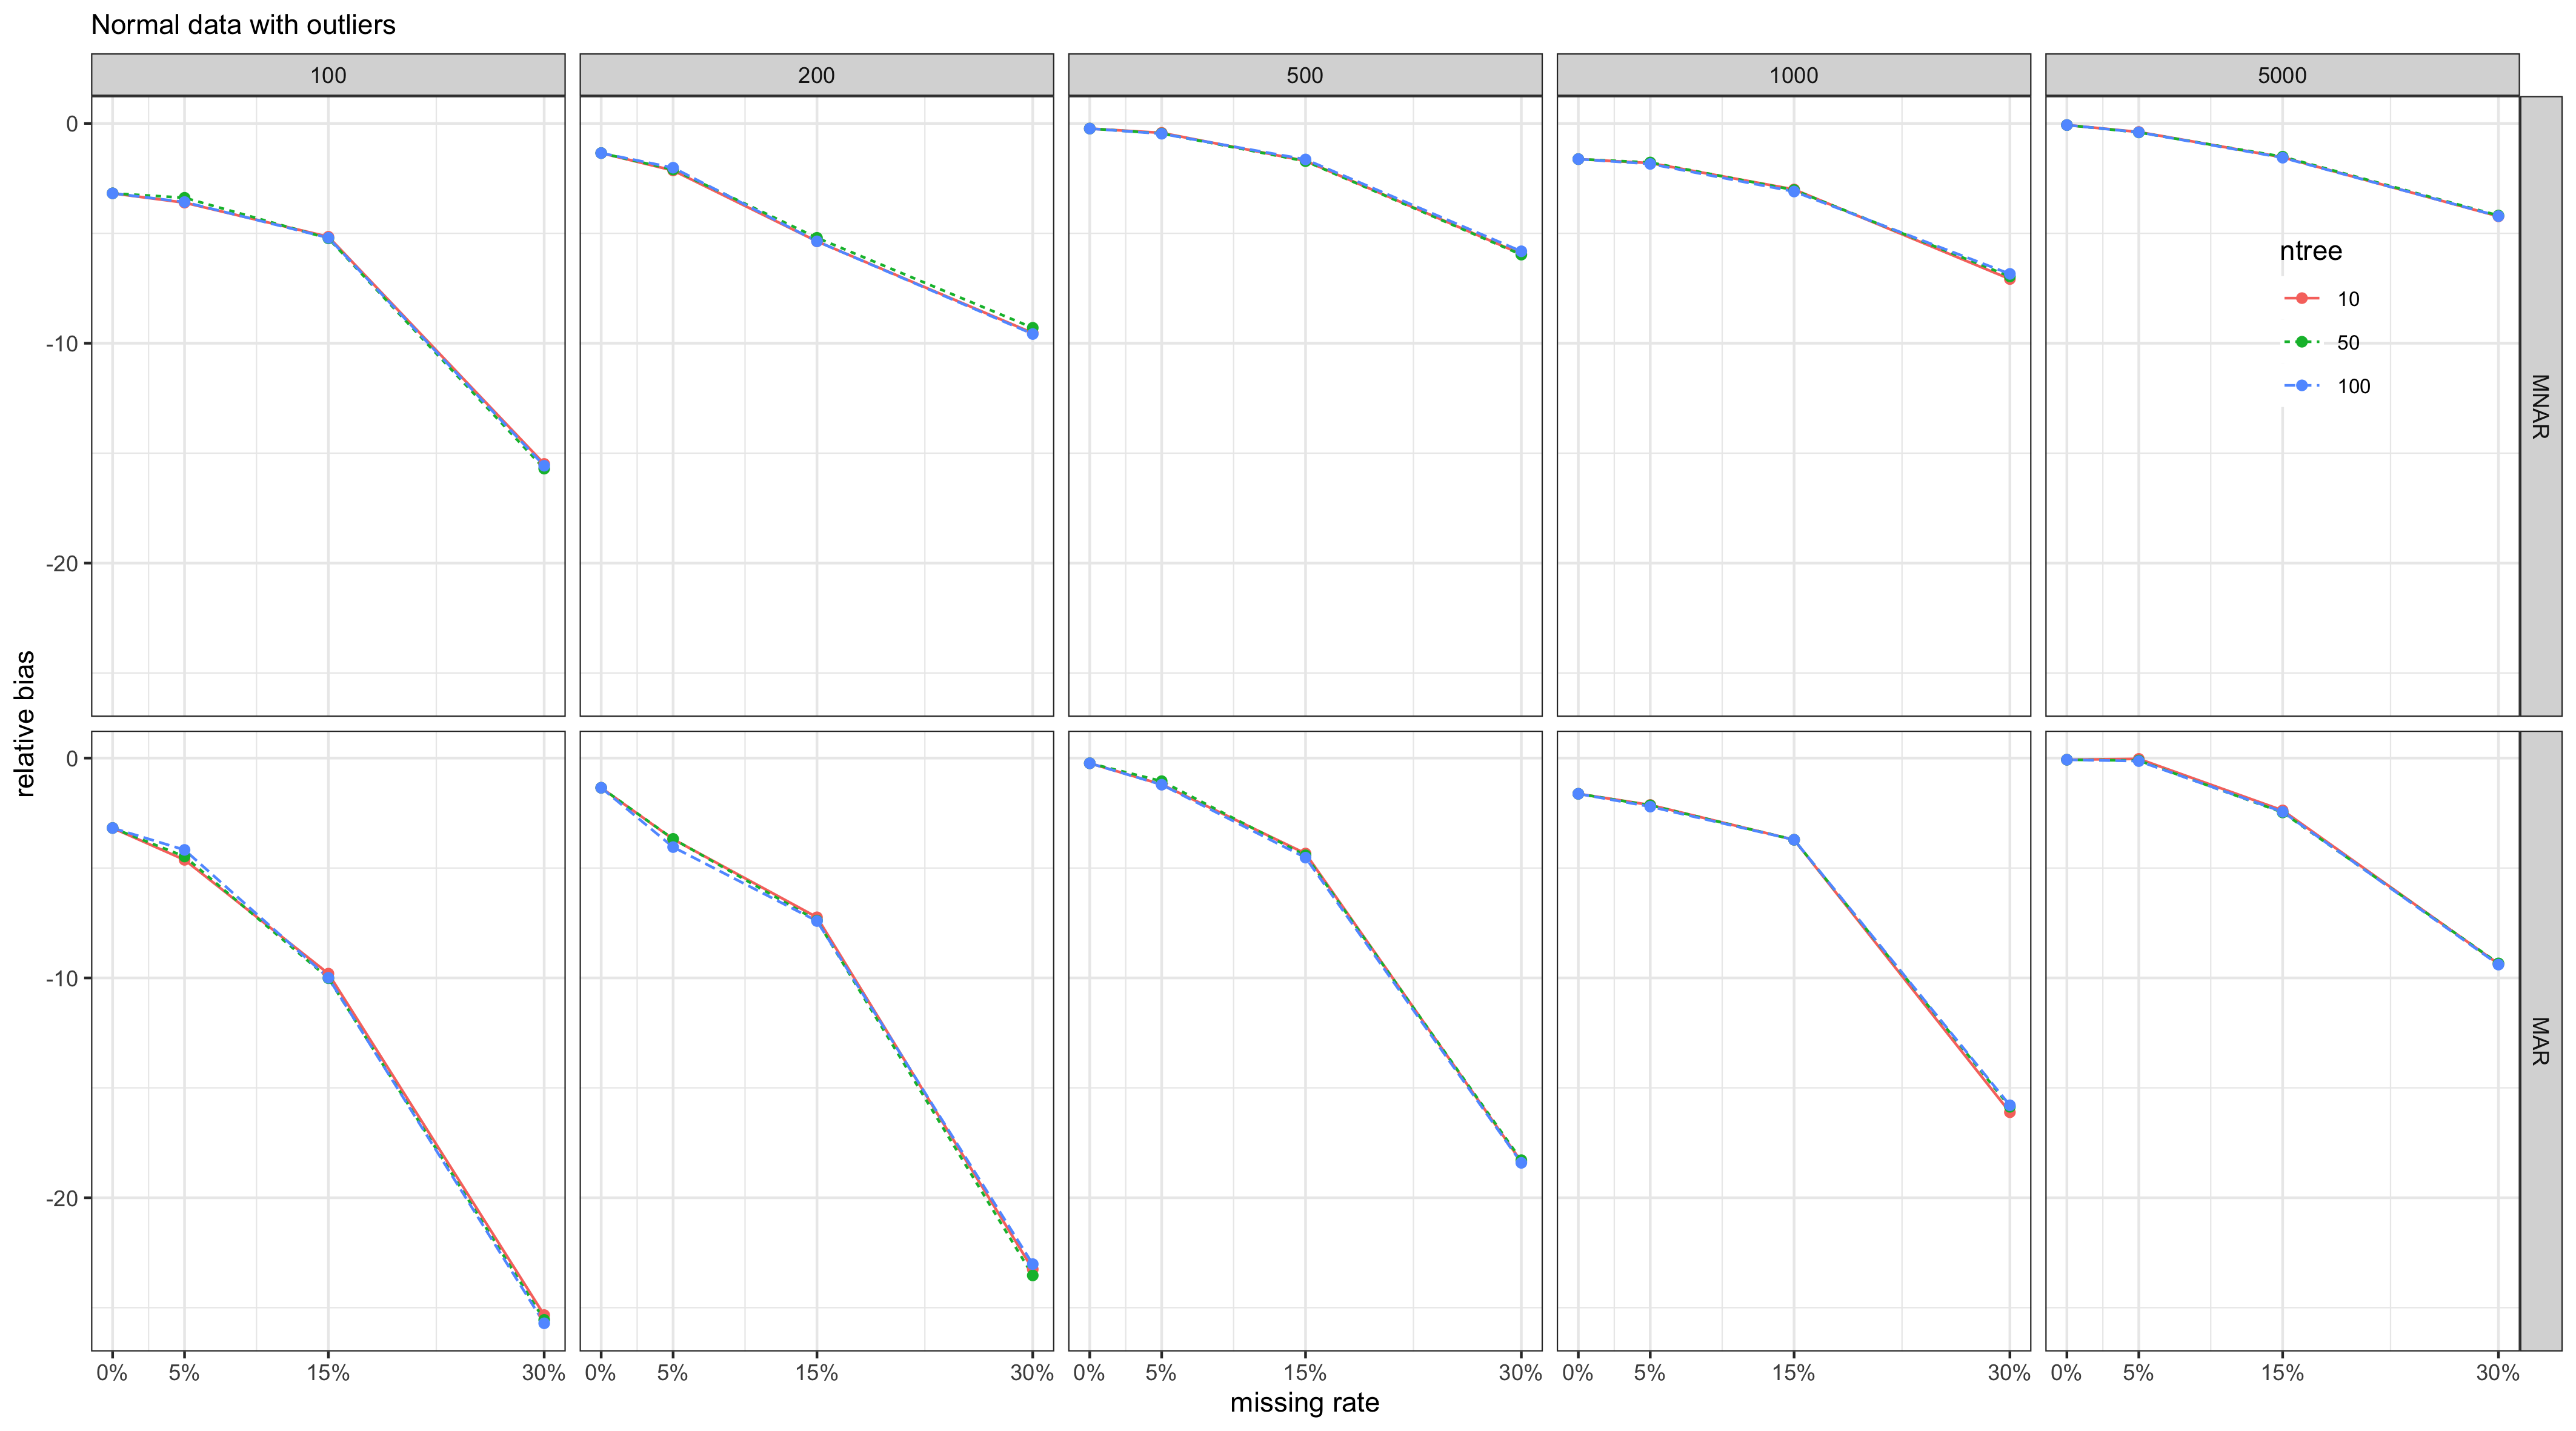 Normal data with outliers
100 200 500 1000 5000
0
-10
-20
MNAR
ntree
10
50
100
relative bias
0
-10
-20
MAR
0% 5% 15% 30% 0% 5% 15% 30% 0% 5% 15% 30% 0% 5% 15% 30% 0% 5% 15% 30%
missing rate